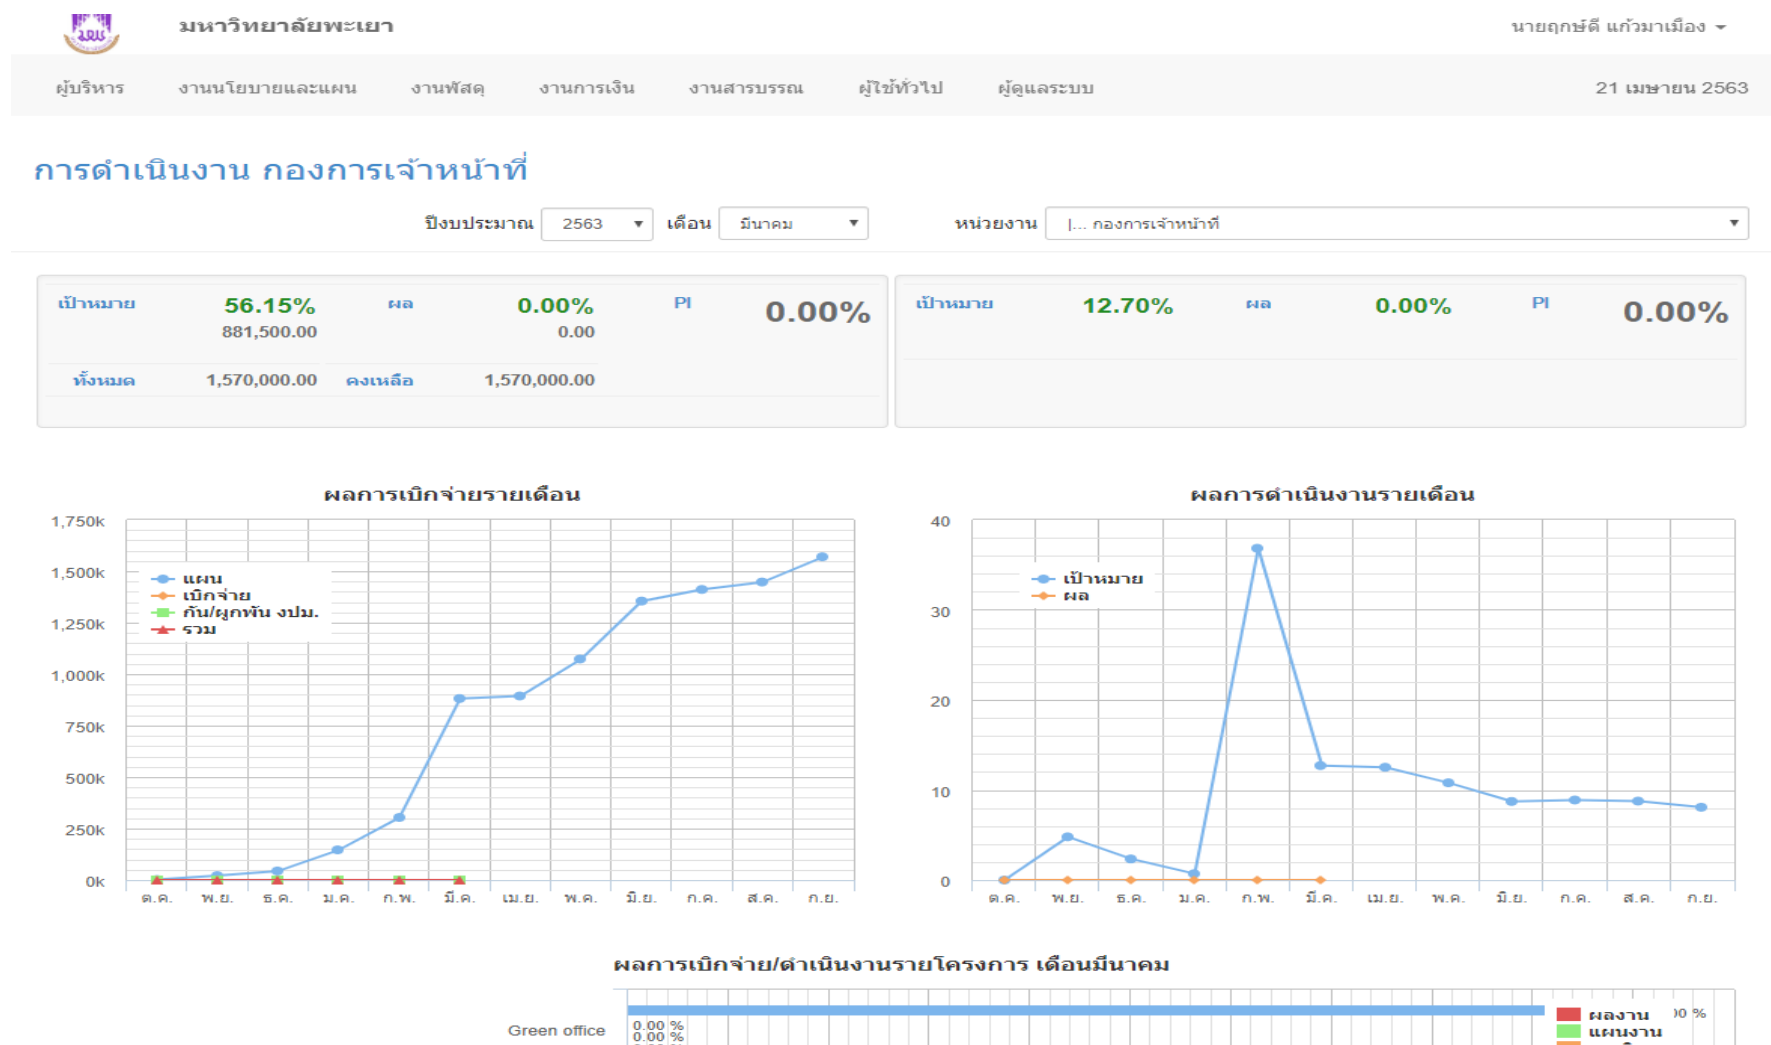 มหาวิทยาลัยพะเยา
นายฤกษ์ดี แก้วมาเมือง
ผู้บริหาร งานนโยบายและแผน งานพัสดุ งานการเงิน งานสารบรรณ ผู้ใช้ทั่วไป ผู้ดูแลระบบ 21 เมษายน 2563
การดำเนินงาน กองการเจ้าหน้าที่
ปีงบประมาณ 2563 เดือน มีนาคม หน่วยงาน |... กองการเจ้าหน้าที่
เป้าหมาย 56.15% ผล 0.00% PI 0.00%
881,500.00 0.00
ทั้งหมด 1,570,000.00 คงเหลือ 1,570,000.00
เป้าหมาย 12.70% ผล 0.00% PI 0.00%
ผลการเบิกจ่ายรายเดือน
1,750k
1,500k
1,250k
1,000k
750k
500k
250k
0k
แผน
เบิกจ่าย
กัน/ผูกพัน งปม.
รวม
ต.ค. พ.ย. ธ.ค. ม.ค. ก.พ. มี.ค. เม.ย. พ.ค. มิ.ย. ก.ค. ส.ค. ก.ย.
ผลการดำเนินงานรายเดือน
40
30
20
10
0
เป้าหมาย
ผล
ต.ค. พ.ย. ธ.ค. ม.ค. ก.พ. มี.ค. เม.ย. พ.ค. มิ.ย. ก.ค. ส.ค. ก.ย.
ผลการเบิกจ่าย/ดำเนินงานรายโครงการ เดือนมีนาคม
Green office
0.00 %
0.00 %
ผลงาน
แผนงาน